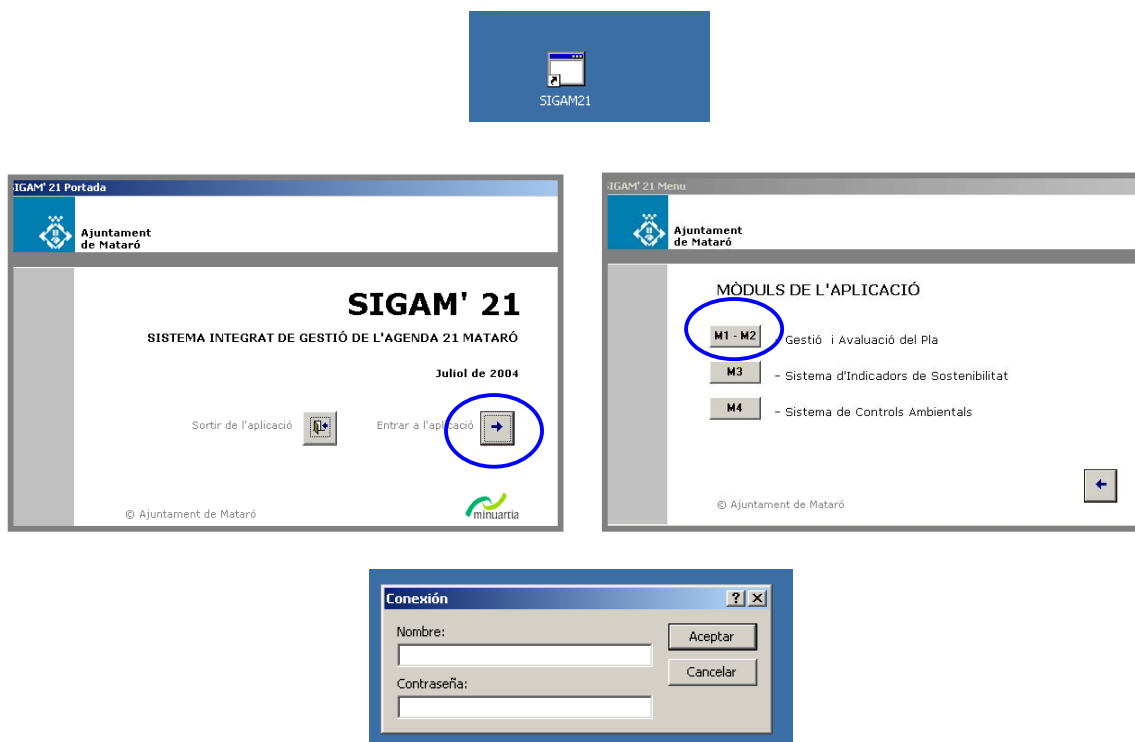 SIGAM21
SIGAM' 21 Portada
Ajuntament
de Mataró
SIGAM' 21
SISTEMA INTEGRAT DE GESTIÓ DE L'AGENDA 21 MATARÓ
Juliol de 2004
Sortir de l'aplicació
Entrar a l'aplicació
© Ajuntament de Mataró
minuartia
SIGAM' 21 Menu
Ajuntament
de Mataró
MÒDULS DE L'APLICACIÓ
M1 - M2 - Gestió i Avaluació del Pla
M3 - Sistema d'Indicadors de Sostenibilitat
M4 - Sistema de Controls Ambientals
© Ajuntament de Mataró
Conexión
Nombre:
Aceptar
Cancelar
Contraseña: